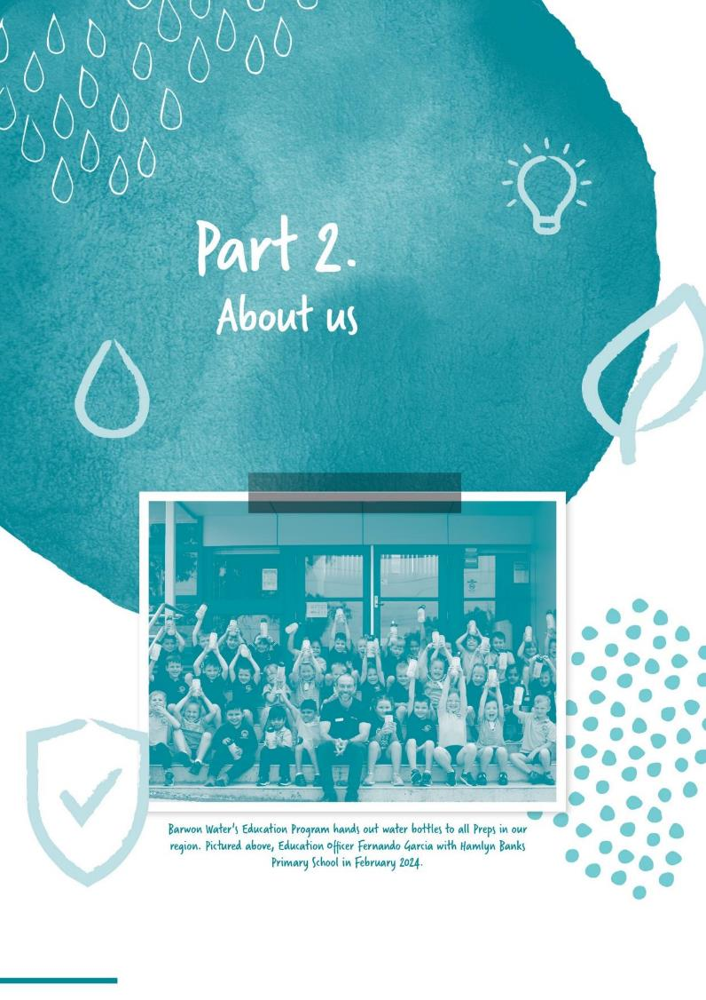 Part 2.
About us
Barwon Water's Education Program hands out water bottles to all Preps in our
region. Pictured above, Education Officer Fernando Garcia with Hamlyn Banks
Primary School in February 2024.